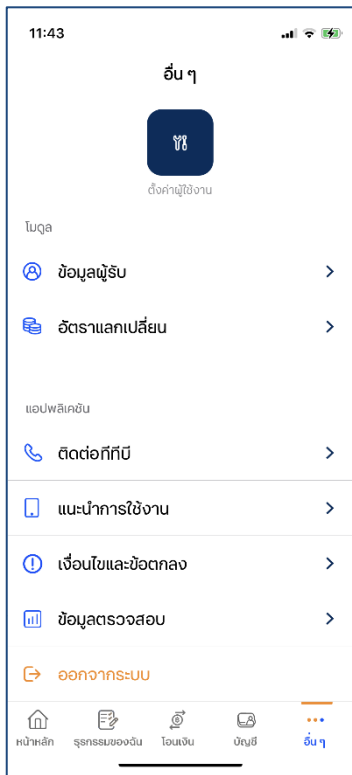 11:43
อื่น ๆ
ตั้งค่าผู้ใช้งาน
โมดูล
ข้อมูลผู้รับ
อัตราแลกเปลี่ยน
แอปพลิเคชัน
ติดต่อทีทีบี
แนะนำการใช้งาน
เงื่อนไขและข้อตกลง
ข้อมูลตรวจสอบ
ออกจากระบบ
หน้าหลัก ธุรกรรมของฉัน โอนเงิน บัญชี อื่น ๆ